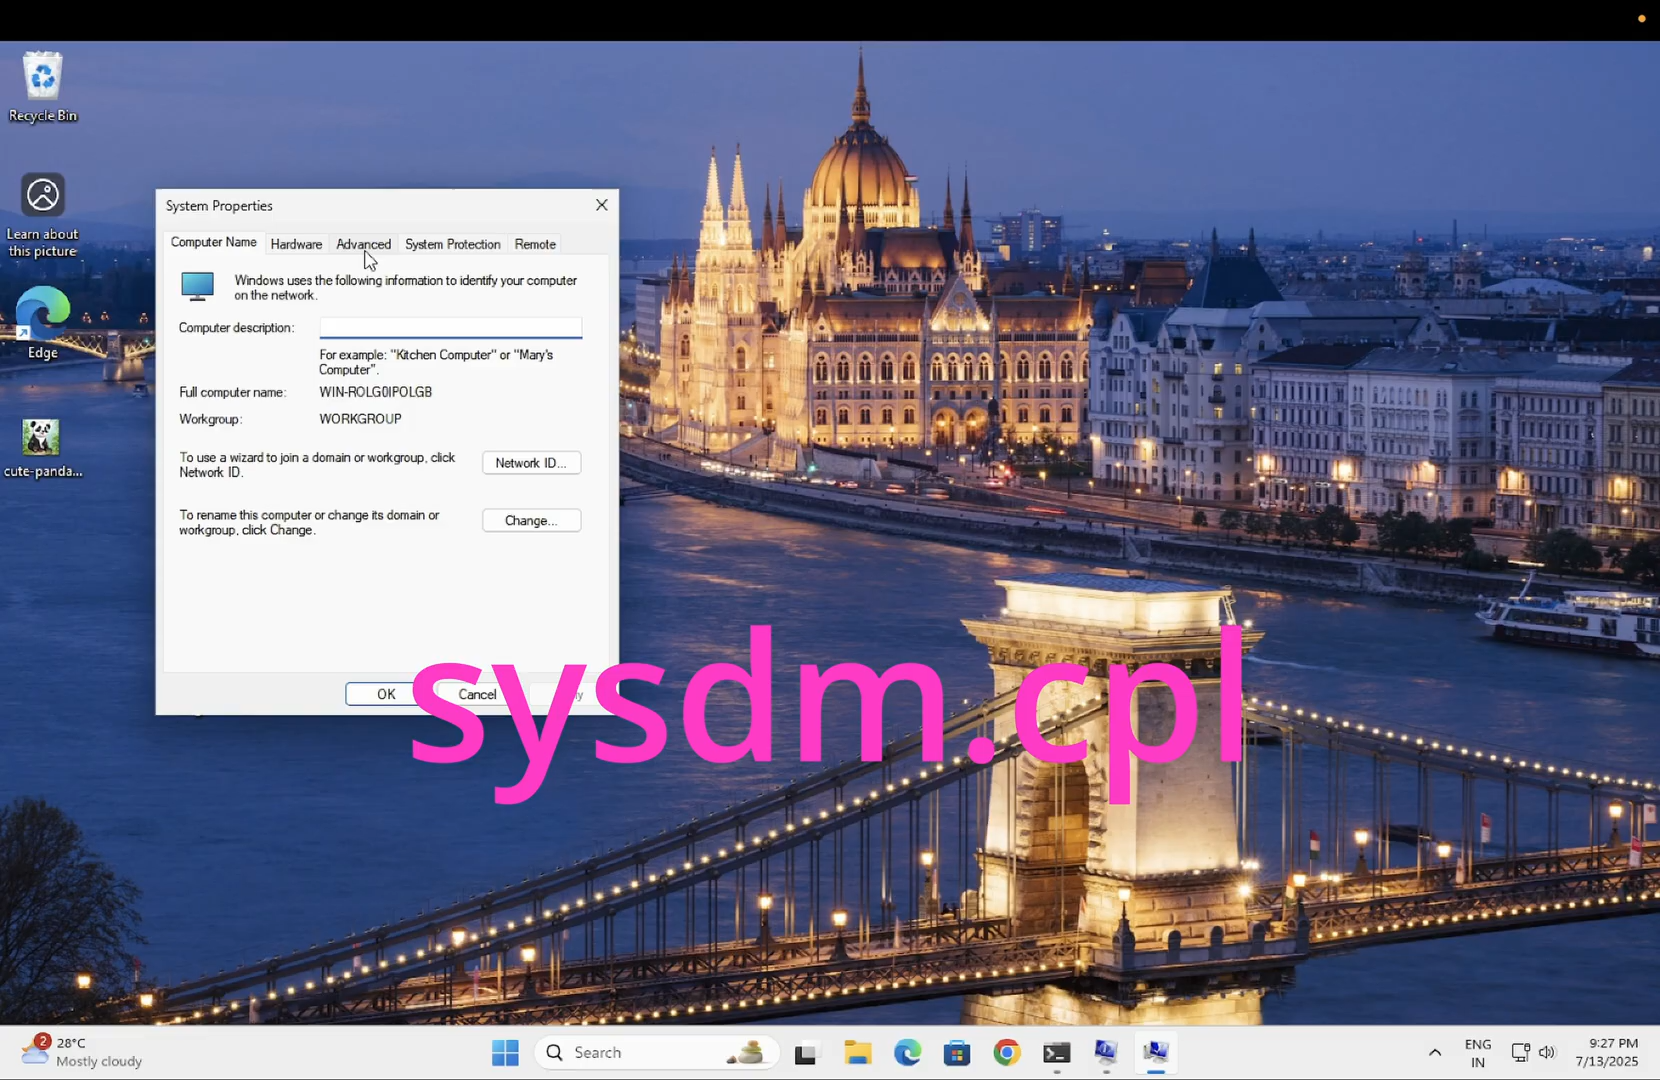 Recycle Bin
Learn about
this picture
Edge
cute-panda...
System Properties
Computer Name
Hardware
Advanced
System Protection
Remote
Windows uses the following information to identify your computer
on the network.
Computer description:
For example: "Kitchen Computer" or "Mary's
Computer".
Full computer name:
WIN-ROLG0IPOLGB
Workgroup:
WORKGROUP
To use a wizard to join a domain or workgroup, click
Network ID.
Network ID...
To rename this computer or change its domain or
workgroup, click Change.
Change...
OK
Cancel
sysdm.cpl
2
28°C
Mostly cloudy
Search
ENG
IN
9:27 PM
7/13/2025